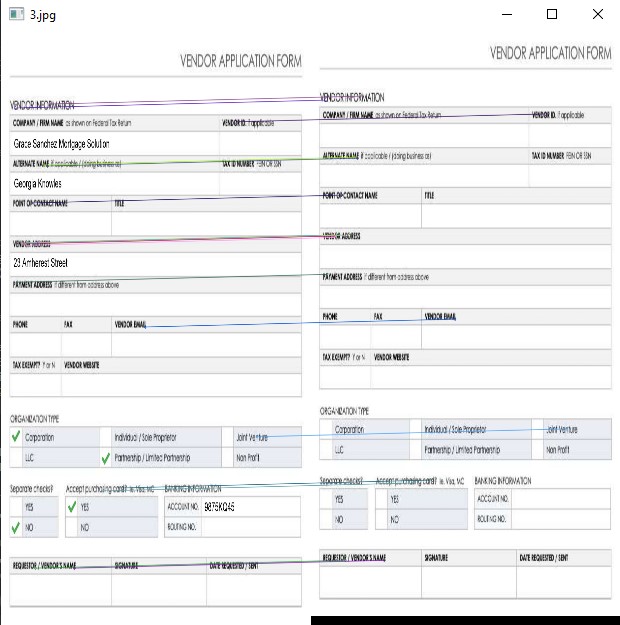 3.jpg
VENDOR APPLICATION FORM
VENDOR INFORMATION
COMPANY / FIRM NAME as shown on Federal Tax Return VENDOR ID. if applicable
Grace Sanchez Mortgage Solution
ALTERNATE NAME if applicable / (doing business as) TAX ID NUMBER FEIN OR SSN
Georgia Knowles
POINT OF CONTACT NAME TITLE
VENDOR ADDRESS
23 Amherest Street
PAYMENT ADDRESS if different from address above
PHONE FAX VENDOR EMAIL
TAX EXEMPT? Y or N VENDOR WEBSITE
ORGANIZATION TYPE
Corporation Individual / Sole Proprietor Joint Venture
LLC Partnership / Limited Partnership Non Profit
Separate checks? Accept purchasing card? ie. Visa, MC BANKING INFORMATION
YES YES ACCOUNT NO. 9875KQ45
NO NO ROUTING NO.
REQUESTOR / VENDOR'S NAME SIGNATURE DATE REQUESTED / SENT
VENDOR APPLICATION FORM
VENDOR INFORMATION
COMPANY / FIRM NAME as shown on Federal Tax Return VENDOR ID. if applicable
ALTERNATE NAME if applicable / (doing business as) TAX ID NUMBER FEIN OR SSN
POINT OF CONTACT NAME TITLE
VENDOR ADDRESS
PAYMENT ADDRESS if different from address above
PHONE FAX VENDOR EMAIL
TAX EXEMPT? Y or N VENDOR WEBSITE
ORGANIZATION TYPE
Corporation Individual / Sole Proprietor Joint Venture
LLC Partnership / Limited Partnership Non Profit
Separate checks? Accept purchasing card? ie. Visa, MC BANKING INFORMATION
YES YES ACCOUNT NO.
NO NO ROUTING NO.
REQUESTOR / VENDOR'S NAME SIGNATURE DATE REQUESTED / SENT